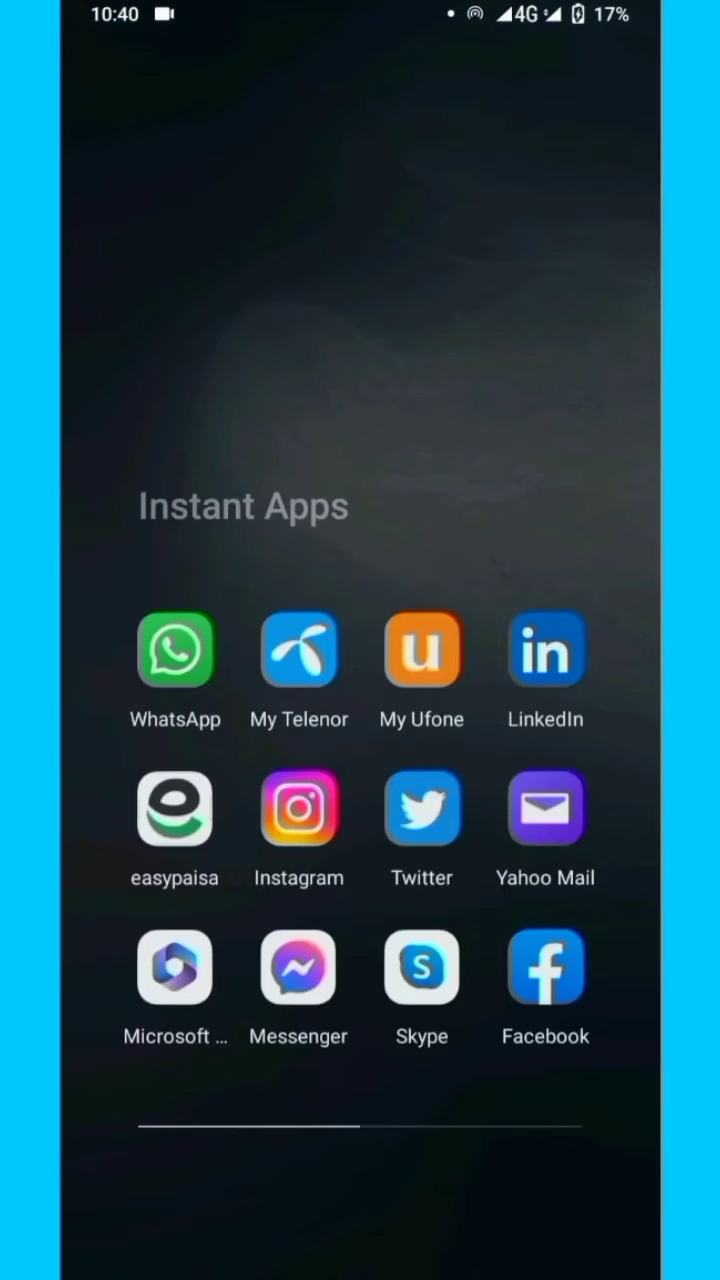 10:40 4G 17%
Instant Apps
WhatsApp My Telenor My Ufone LinkedIn
easypaisa Instagram Twitter Yahoo Mail
Microsoft ... Messenger Skype Facebook